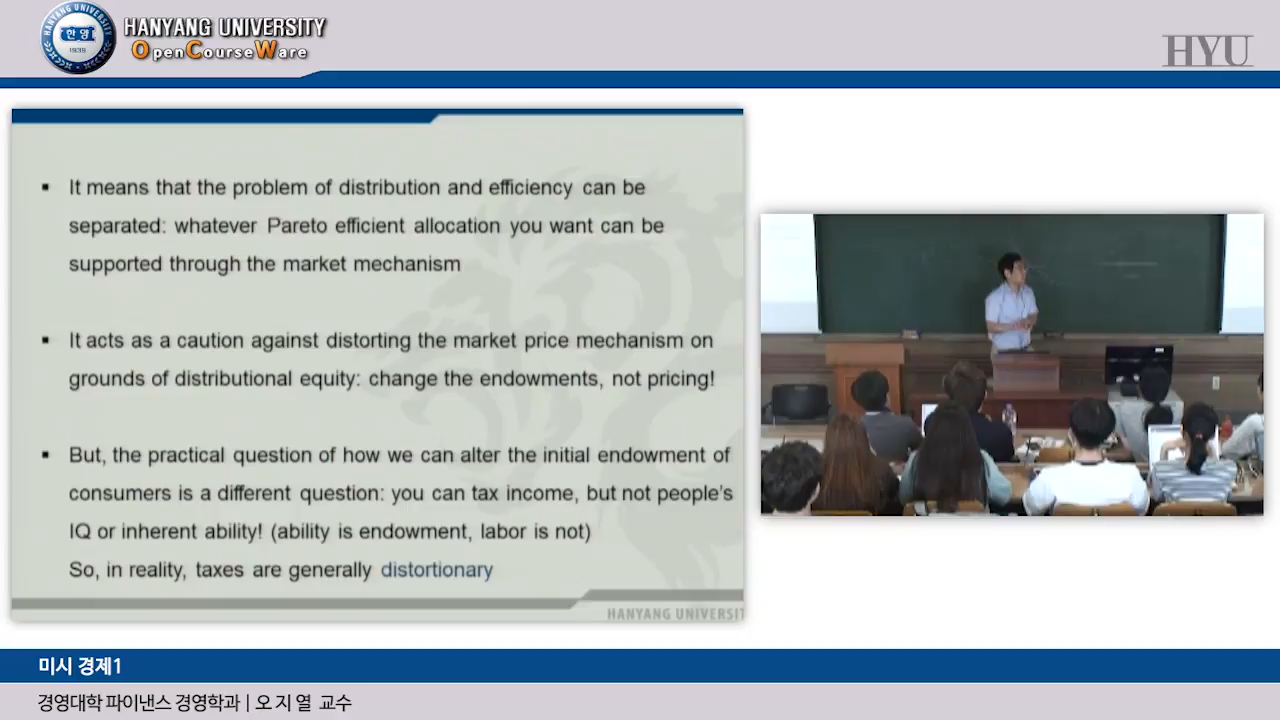 HANYANG UNIVERSITY
OpenCourseWare
HANYANG UNIVERSITY
한양
1939
HYU
▪ It means that the problem of distribution and efficiency can be
separated: whatever Pareto efficient allocation you want can be
supported through the market mechanism
▪ It acts as a caution against distorting the market price mechanism on
grounds of distributional equity: change the endowments, not pricing!
▪ But, the practical question of how we can alter the initial endowment of
consumers is a different question: you can tax income, but not people's
IQ or inherent ability! (ability is endowment, labor is not)
So, in reality, taxes are generally distortionary
HANYANG UNIVERSIT
미시 경제1
경영대학 파이낸스 경영학과 | 오 지 열 교수